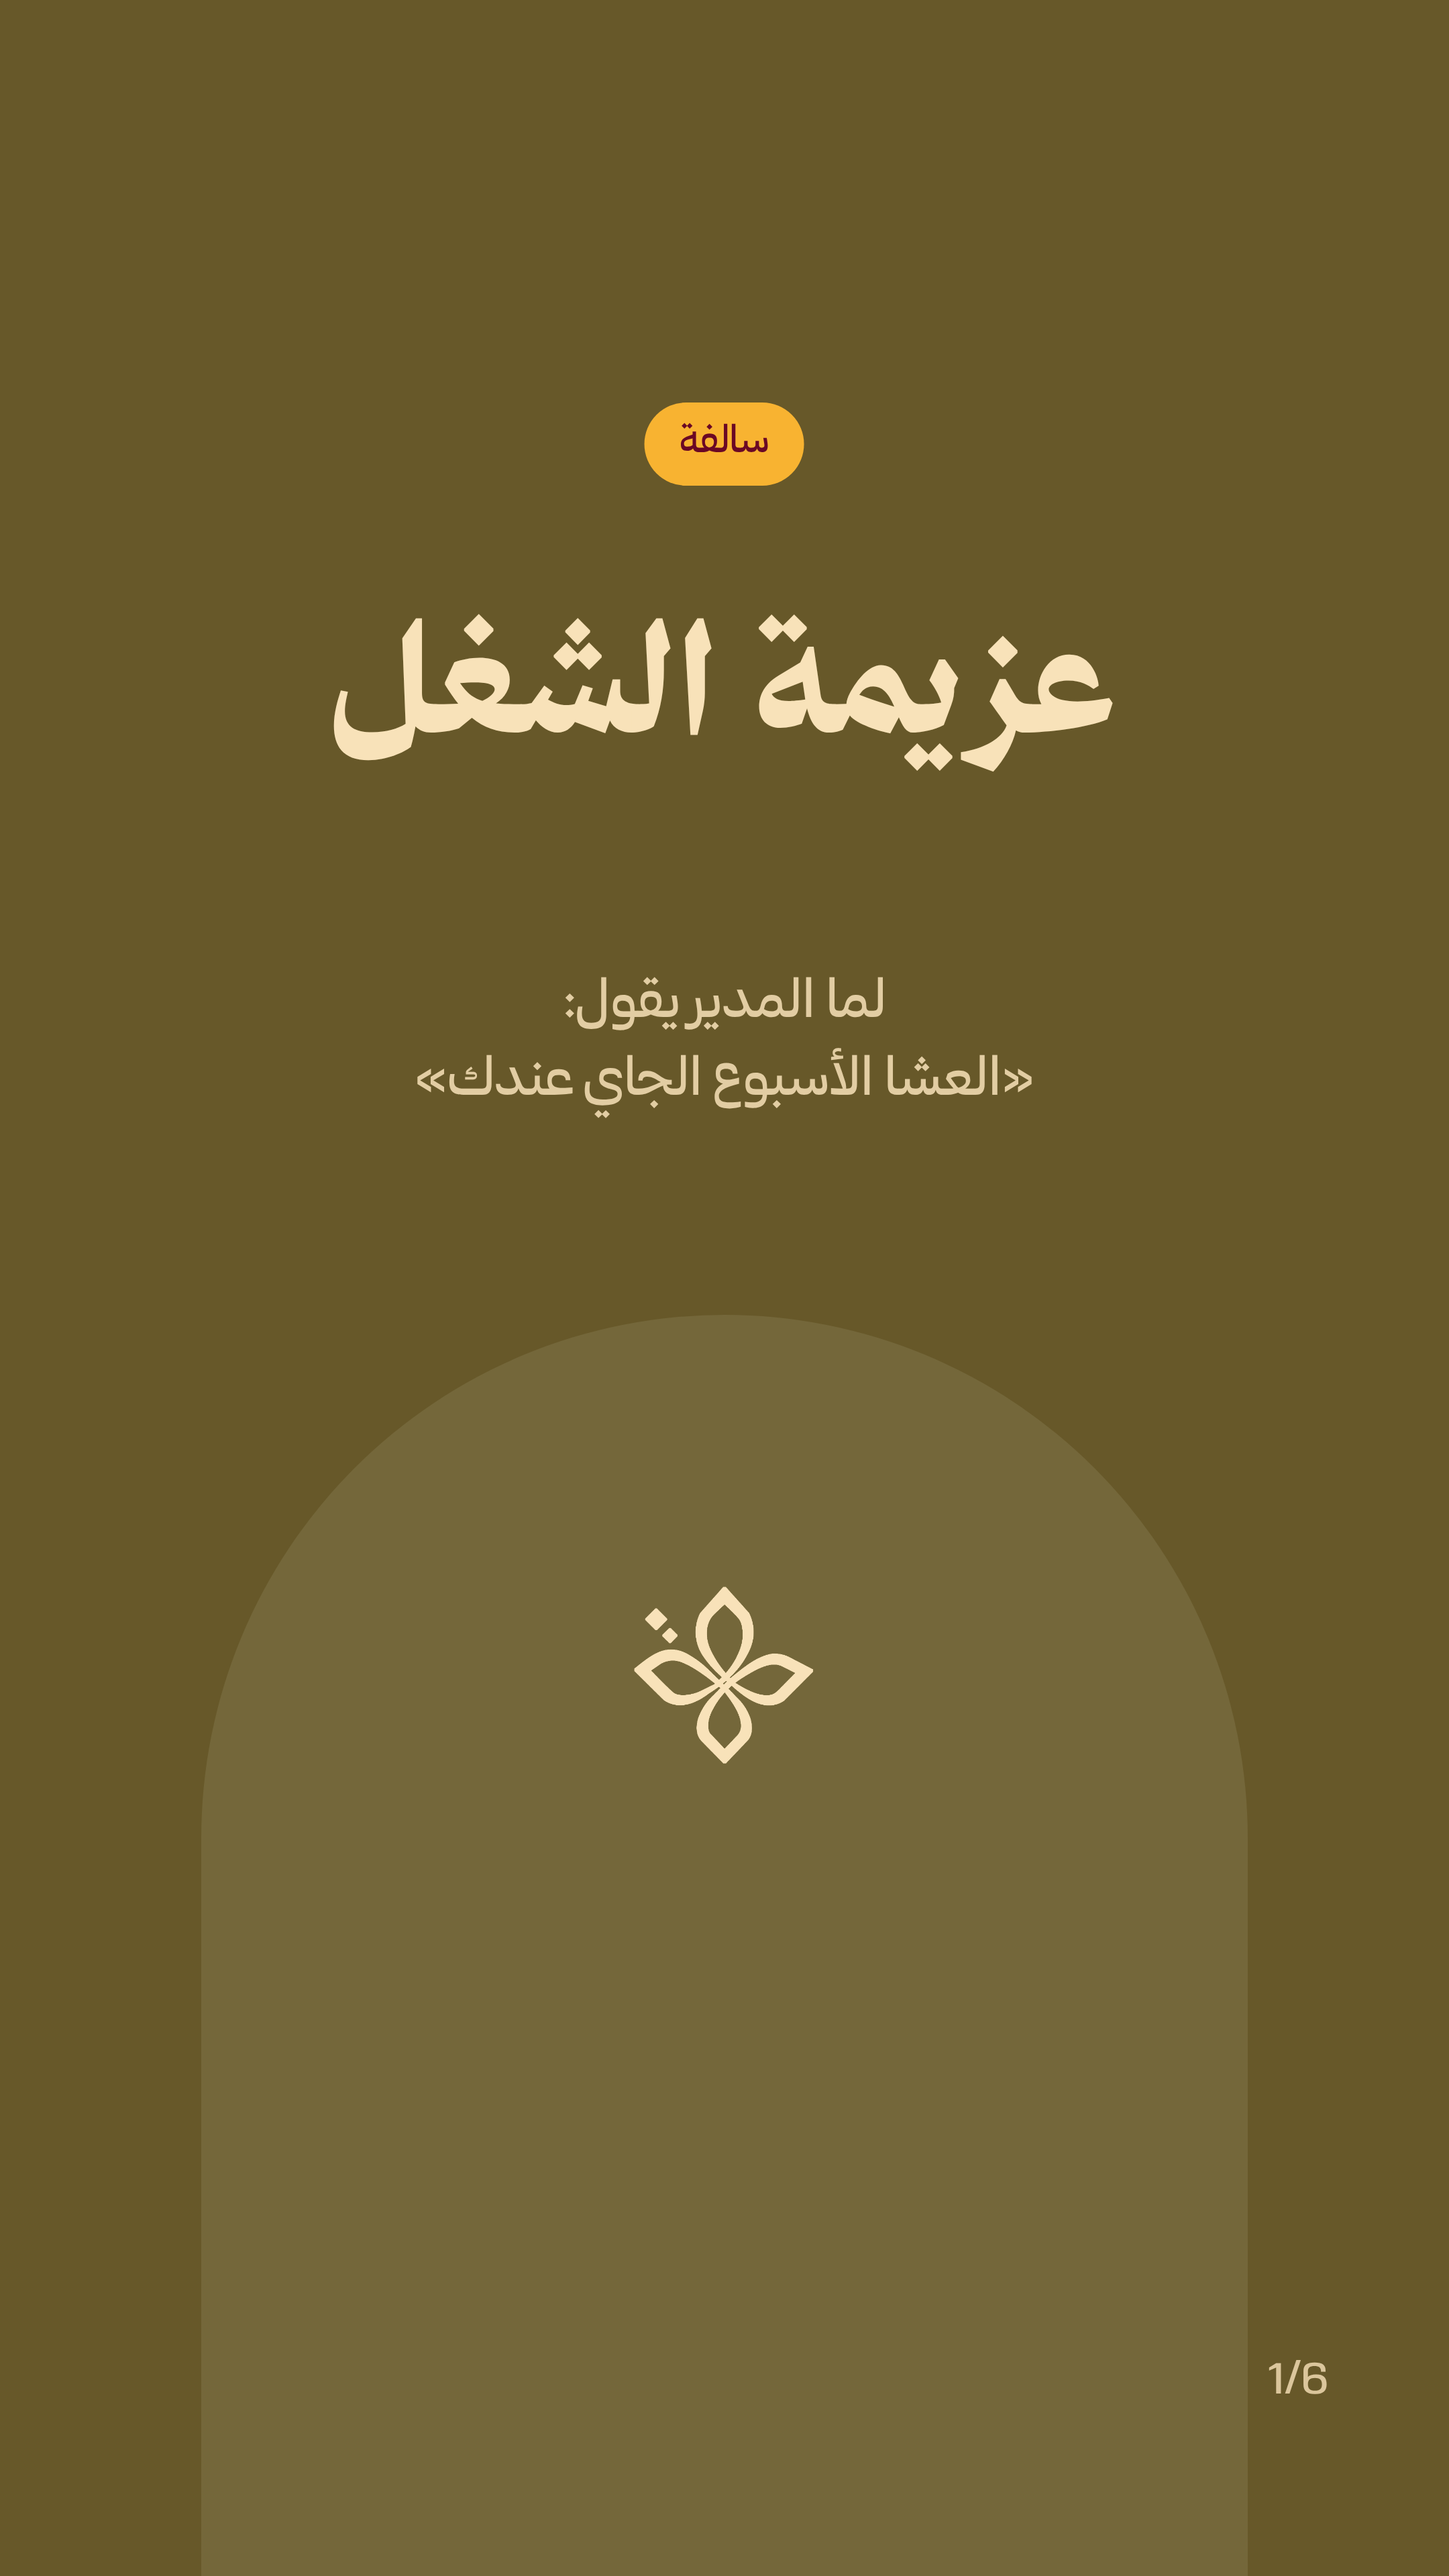 سالفة
عزيمة الشغل
لما المدير يقول:
«العشا الأسبوع الجاي عندك»
1/6